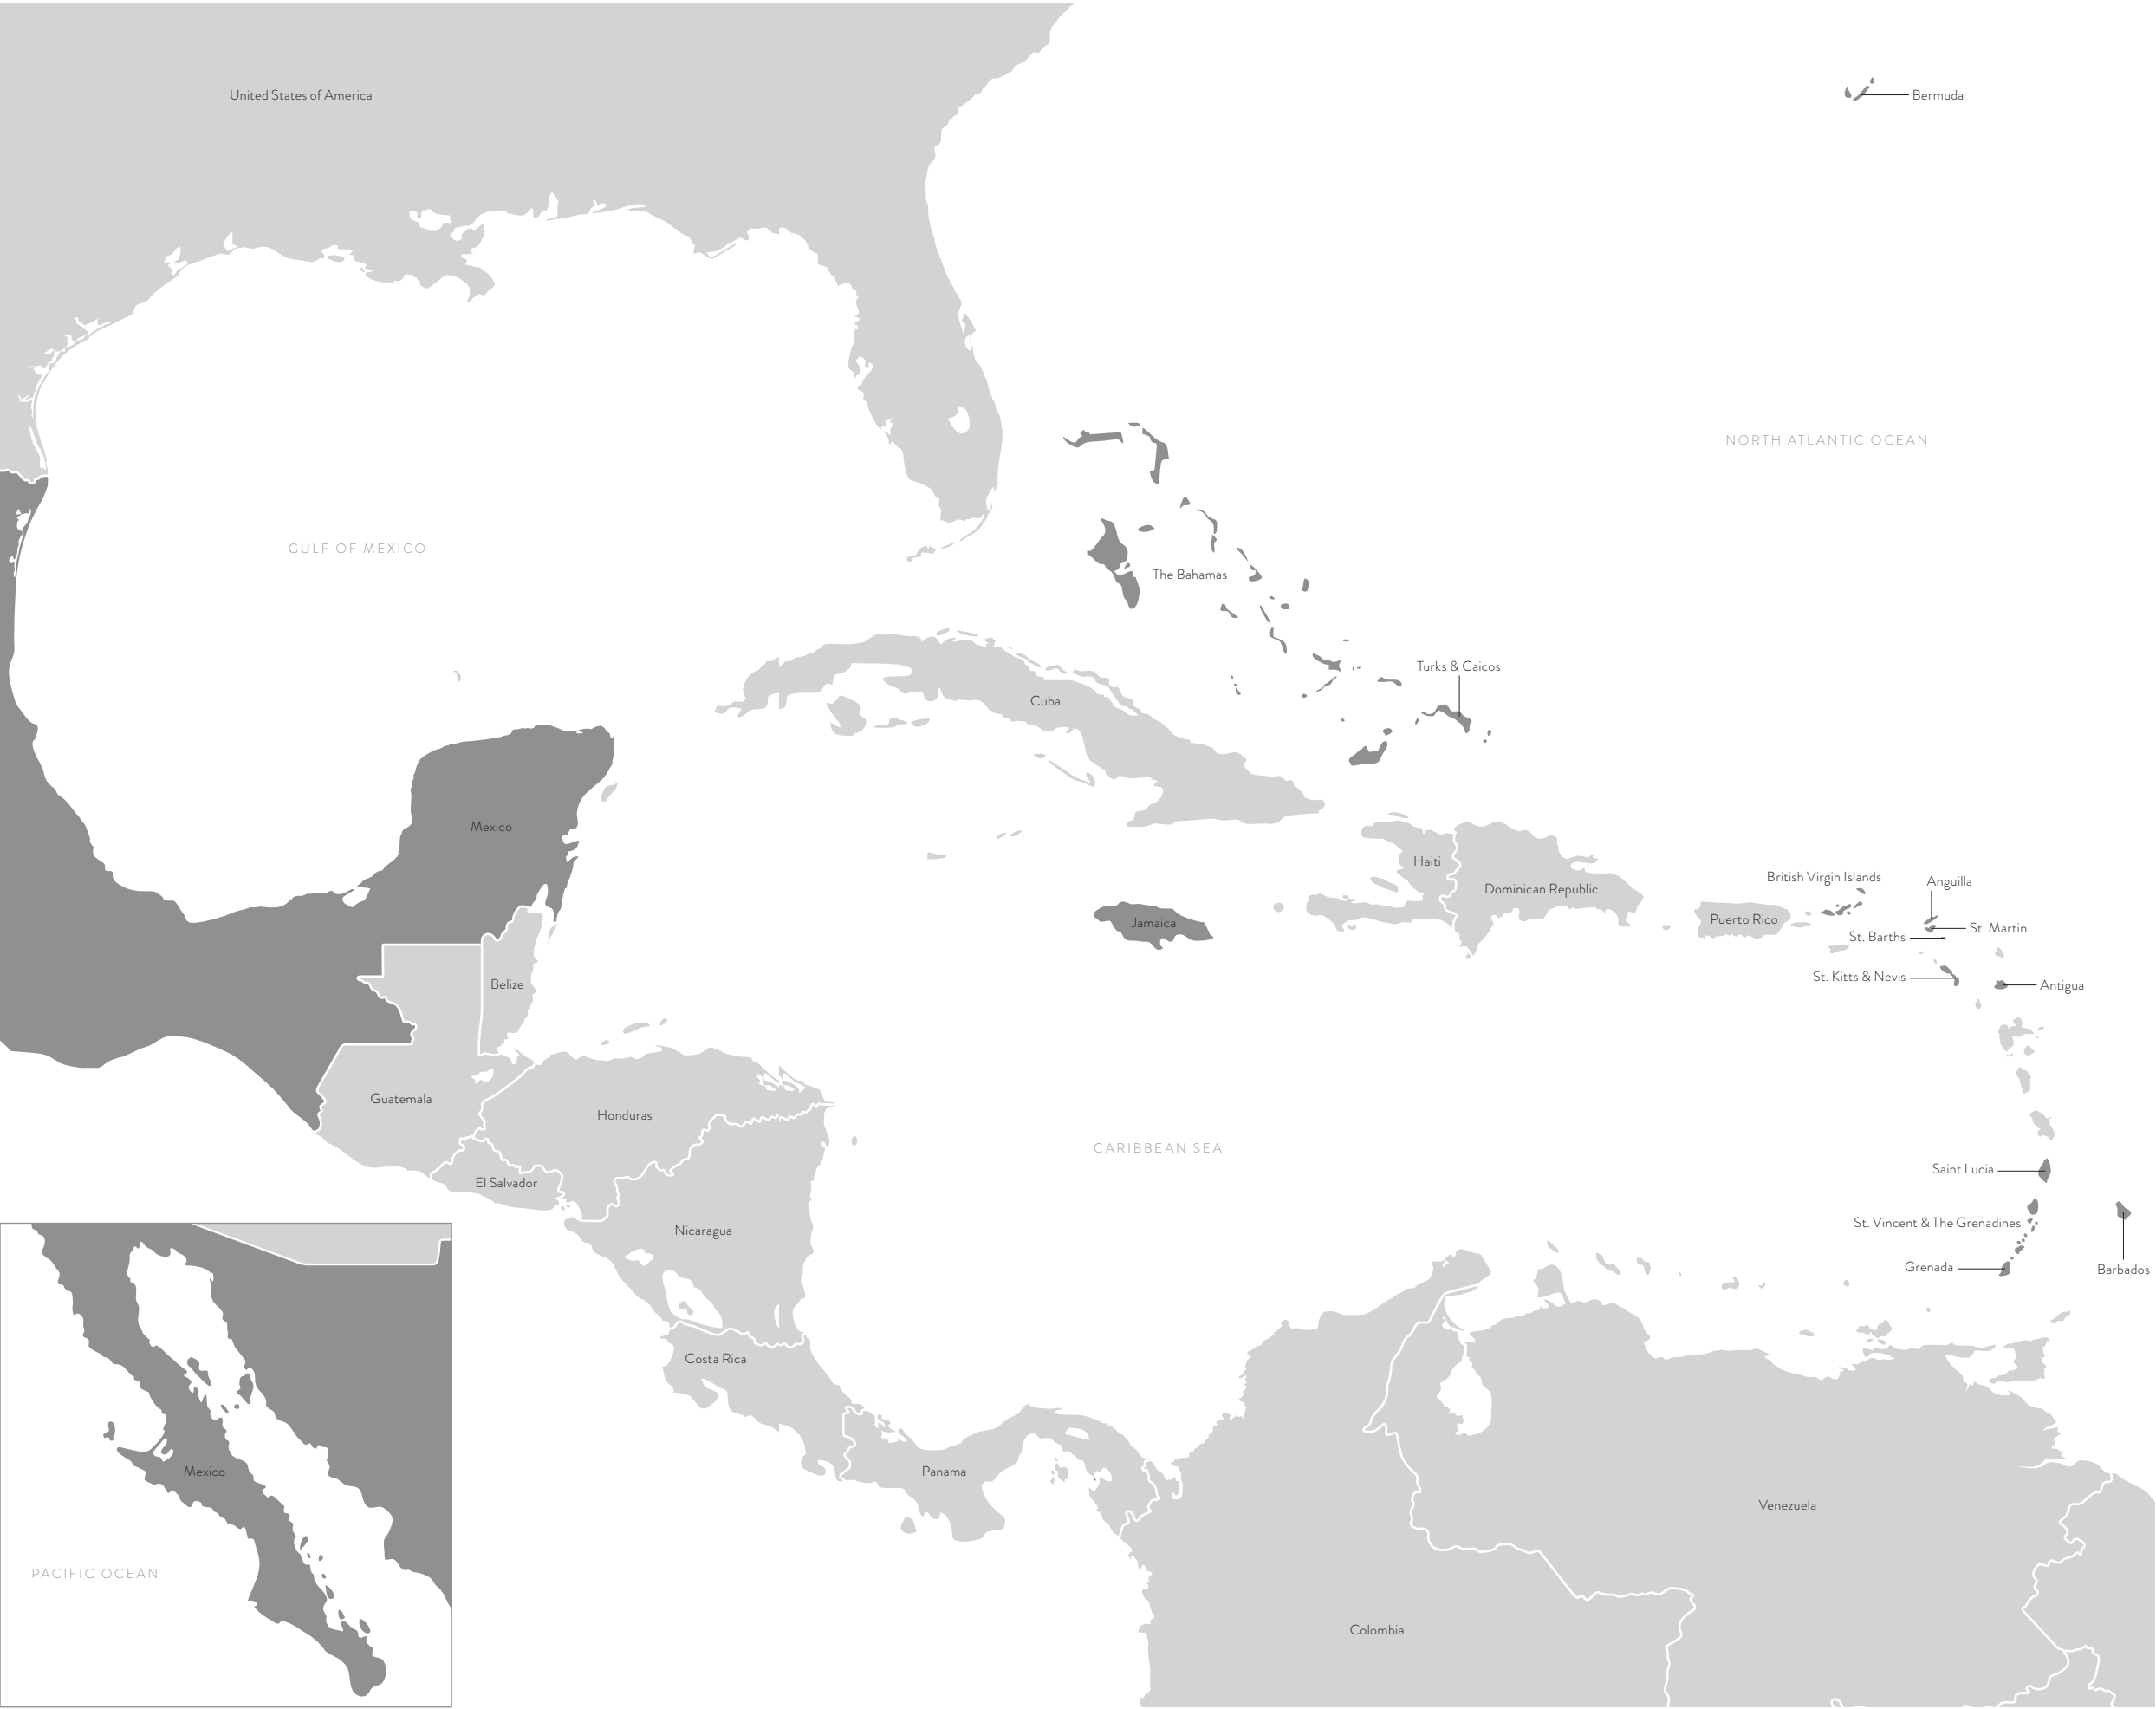 United States of America
Bermuda
NORTH ATLANTIC OCEAN
GULF OF MEXICO
The Bahamas
Turks & Caicos
Cuba
Mexico
Haiti
British Virgin Islands
Anguilla
Dominican Republic
Puerto Rico
Jamaica
St. Martin
St. Barths
St. Kitts & Nevis
Belize
Antigua
Guatemala
Honduras
CARIBBEAN SEA
Saint Lucia
El Salvador
St. Vincent & The Grenadines
Nicaragua
Grenada
Barbados
Costa Rica
Mexico
Panama
Venezuela
PACIFIC OCEAN
Colombia